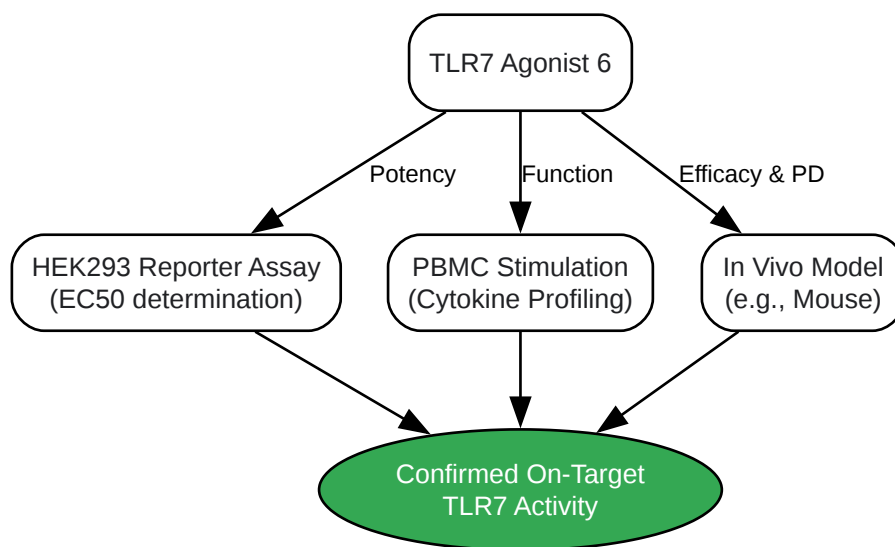 TLR7 Agonist 6
Potency
Function
Efficacy & PD
HEK293 Reporter Assay
(EC50 determination)
PBMC Stimulation
(Cytokine Profiling)
In Vivo Model
(e.g., Mouse)
Confirmed On-Target
TLR7 Activity